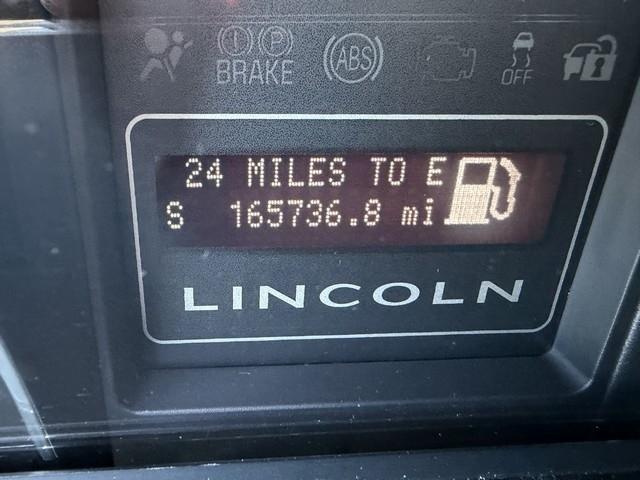 BRAKE
ABS
OFF
24 MILES TO E
S 165736.8 mi
LINCOLN